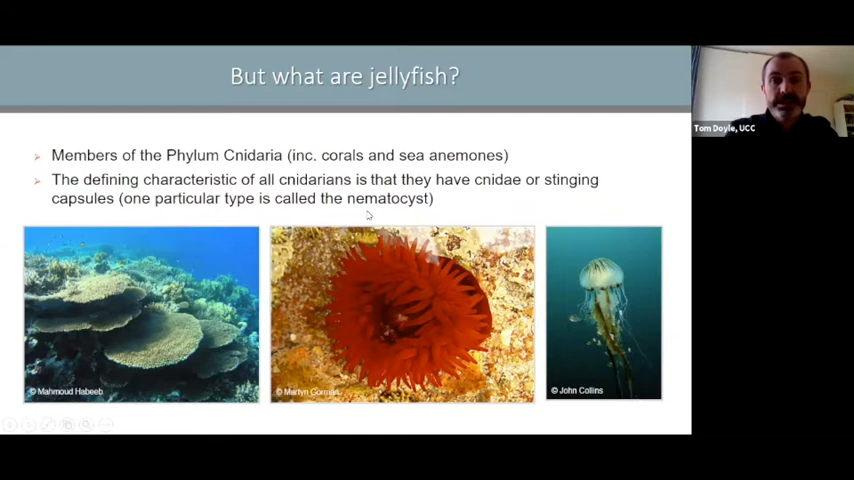 But what are jellyfish?
Tom Doyle, UCC
Members of the Phylum Cnidaria (inc. corals and sea anemones)
The defining characteristic of all cnidarians is that they have cnidae or stinging
capsules (one particular type is called the nematocyst)
© Mahmoud Habeeb
© Martyn Gorman
© John Collins